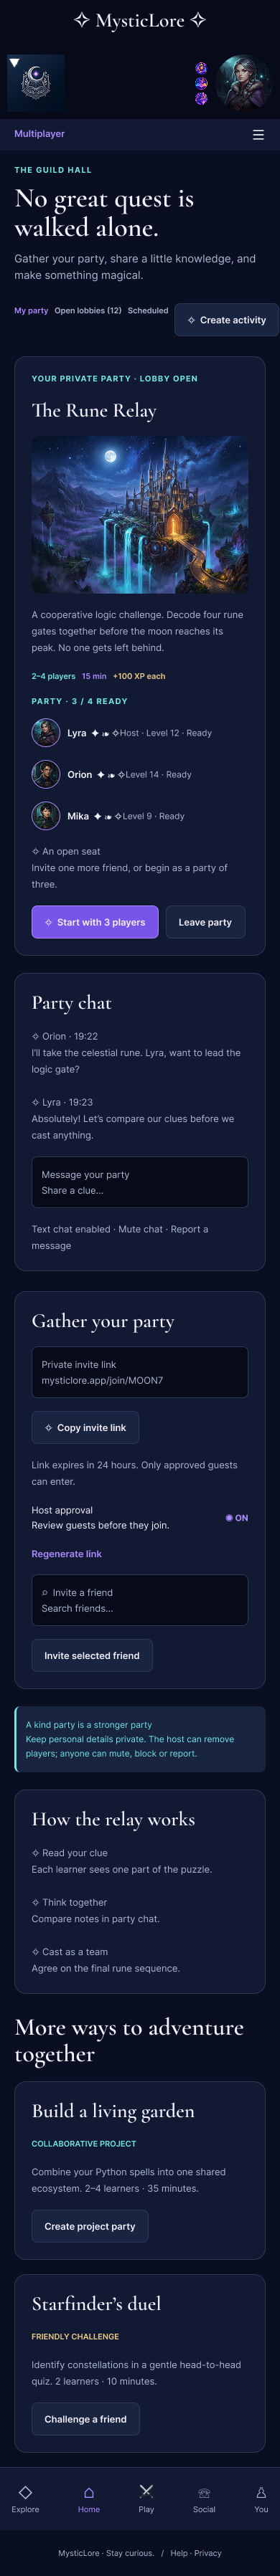 ✧ MysticLore ✧
Multiplayer
THE GUILD HALL
No great quest is
walked alone.
Gather your party, share a little knowledge, and
make something magical.
My party Open lobbies (12) Scheduled ✧ Create activity
YOUR PRIVATE PARTY · LOBBY OPEN
The Rune Relay
A cooperative logic challenge. Decode four rune
gates together before the moon reaches its
peak. No one gets left behind.
2–4 players 15 min +100 XP each
PARTY · 3 / 4 READY
Lyra ✦ ❧ ✧Host · Level 12 · Ready
Orion ✦ ❧ ✧Level 14 · Ready
Mika ✦ ❧ ✧Level 9 · Ready
✧ An open seat
Invite one more friend, or begin as a party of
three.
✧ Start with 3 players Leave party
Party chat
✧ Orion · 19:22
I'll take the celestial rune. Lyra, want to lead the
logic gate?
✧ Lyra · 19:23
Absolutely! Let's compare our clues before we
cast anything.
Message your party
Share a clue...
Text chat enabled · Mute chat · Report a
message
Gather your party
Private invite link
mysticlore.app/join/MOON7
✧ Copy invite link
Link expires in 24 hours. Only approved guests
can enter.
Host approval
Review guests before they join.
◉ ON
Regenerate link
⌕ Invite a friend
Search friends...
Invite selected friend
A kind party is a stronger party
Keep personal details private. The host can remove
players; anyone can mute, block or report.
How the relay works
✧ Read your clue
Each learner sees one part of the puzzle.
✧ Think together
Compare notes in party chat.
✧ Cast as a team
Agree on the final rune sequence.
More ways to adventure
together
Build a living garden
COLLABORATIVE PROJECT
Combine your Python spells into one shared
ecosystem. 2–4 learners · 35 minutes.
Create project party
Starfinder's duel
FRIENDLY CHALLENGE
Identify constellations in a gentle head-to-head
quiz. 2 learners · 10 minutes.
Challenge a friend
Explore Home Play Social You
MysticLore · Stay curious. / Help · Privacy